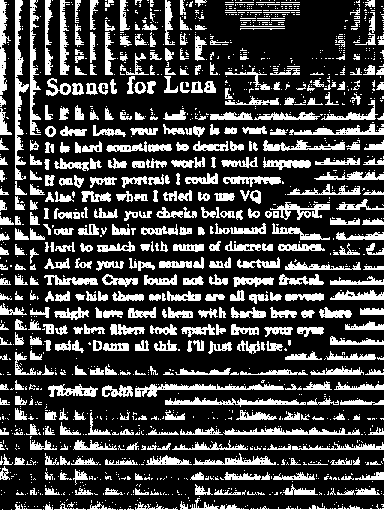 Sonnet for Lena
O dear Lena, your beauty is so vast
It is hard sometimes to describe it fast.
I thought the entire world I would impress
If only your portrait I could compress.
Alas! First when I tried to use VQ
I found that your cheeks belong to only you.
Your silky hair contains a thousand lines
Hard to match with sums of discrete cosines.
And for your lips, sensual and tactual
Thirteen Crays found not the proper fractal.
And while these setbacks are all quite severe
I might have fixed them with hacks here or there
But when filters took sparkle from your eyes
I said, 'Damn all this. I'll just digitize.'
Thomas Colthurst